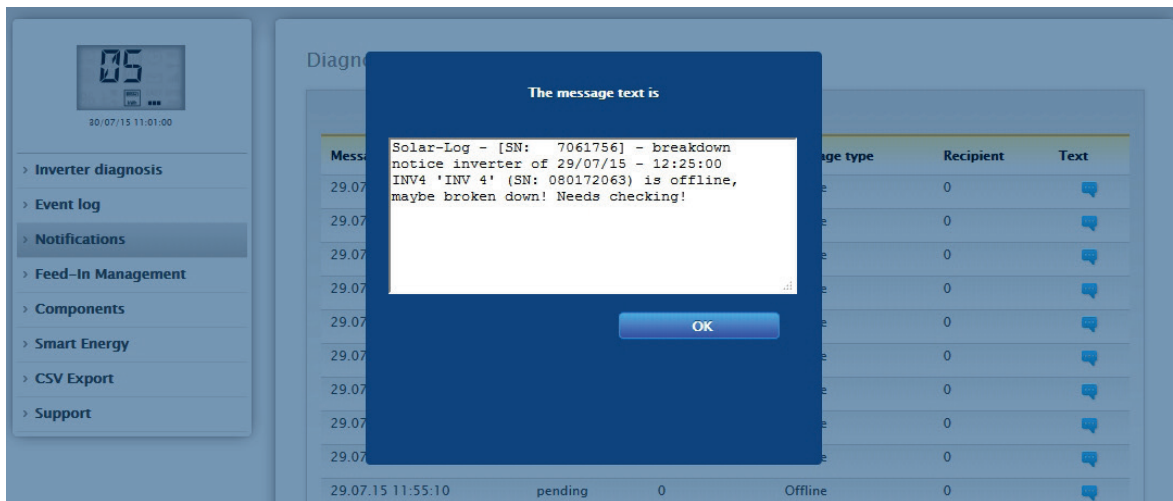 05
30/07/15 11:01:00
› Inverter diagnosis
› Event log
› Notifications
› Feed-In Management
› Components
› Smart Energy
› CSV Export
› Support
Diagn
The message text is
Solar-Log - [SN:   7061756] - breakdown
notice inverter of 29/07/15 - 12:25:00
INV4 'INV 4' (SN: 080172063) is offline,
maybe broken down! Needs checking!
OK
Messa ge type Recipient Text
29.07 e 0
29.07 e 0
29.07 e 0
29.07 e 0
29.07 e 0
29.07 e 0
29.07 e 0
29.07 e 0
29.07 e 0
29.07.15 11:55:10 pending 0 Offline 0